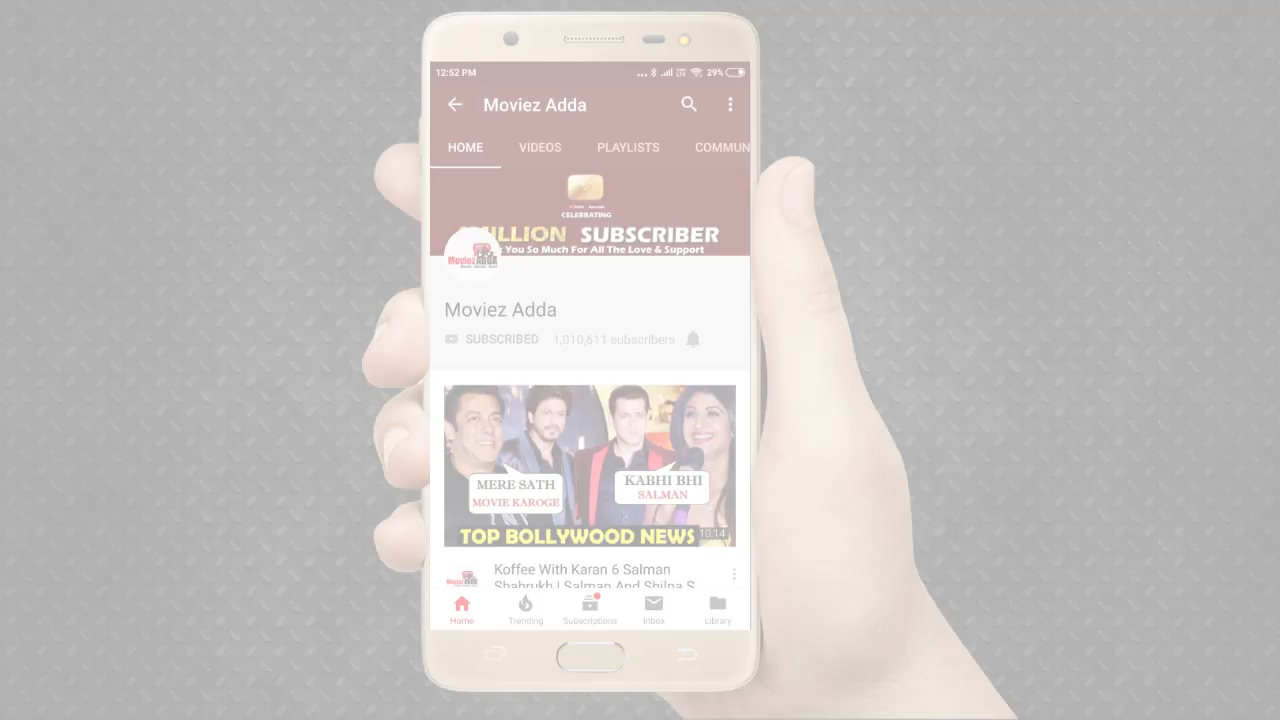 12:52 PM
29%
Moviez Adda
HOME VIDEOS PLAYLISTS COMMUN
CELEBRATING
MILLION SUBSCRIBER
You So Much For All The Love & Support
Moviez ADDA
Moviez Adda
SUBSCRIBED 1,010,611 subscribers
MERE SATH
MOVIE KAROGE
KABHI BHI
SALMAN
TOP BOLLYWOOD NEWS
10:14
Koffee With Karan 6 Salman
Shahrukh | Salman And Shilpa S
Home Trending Subscriptions Inbox Library